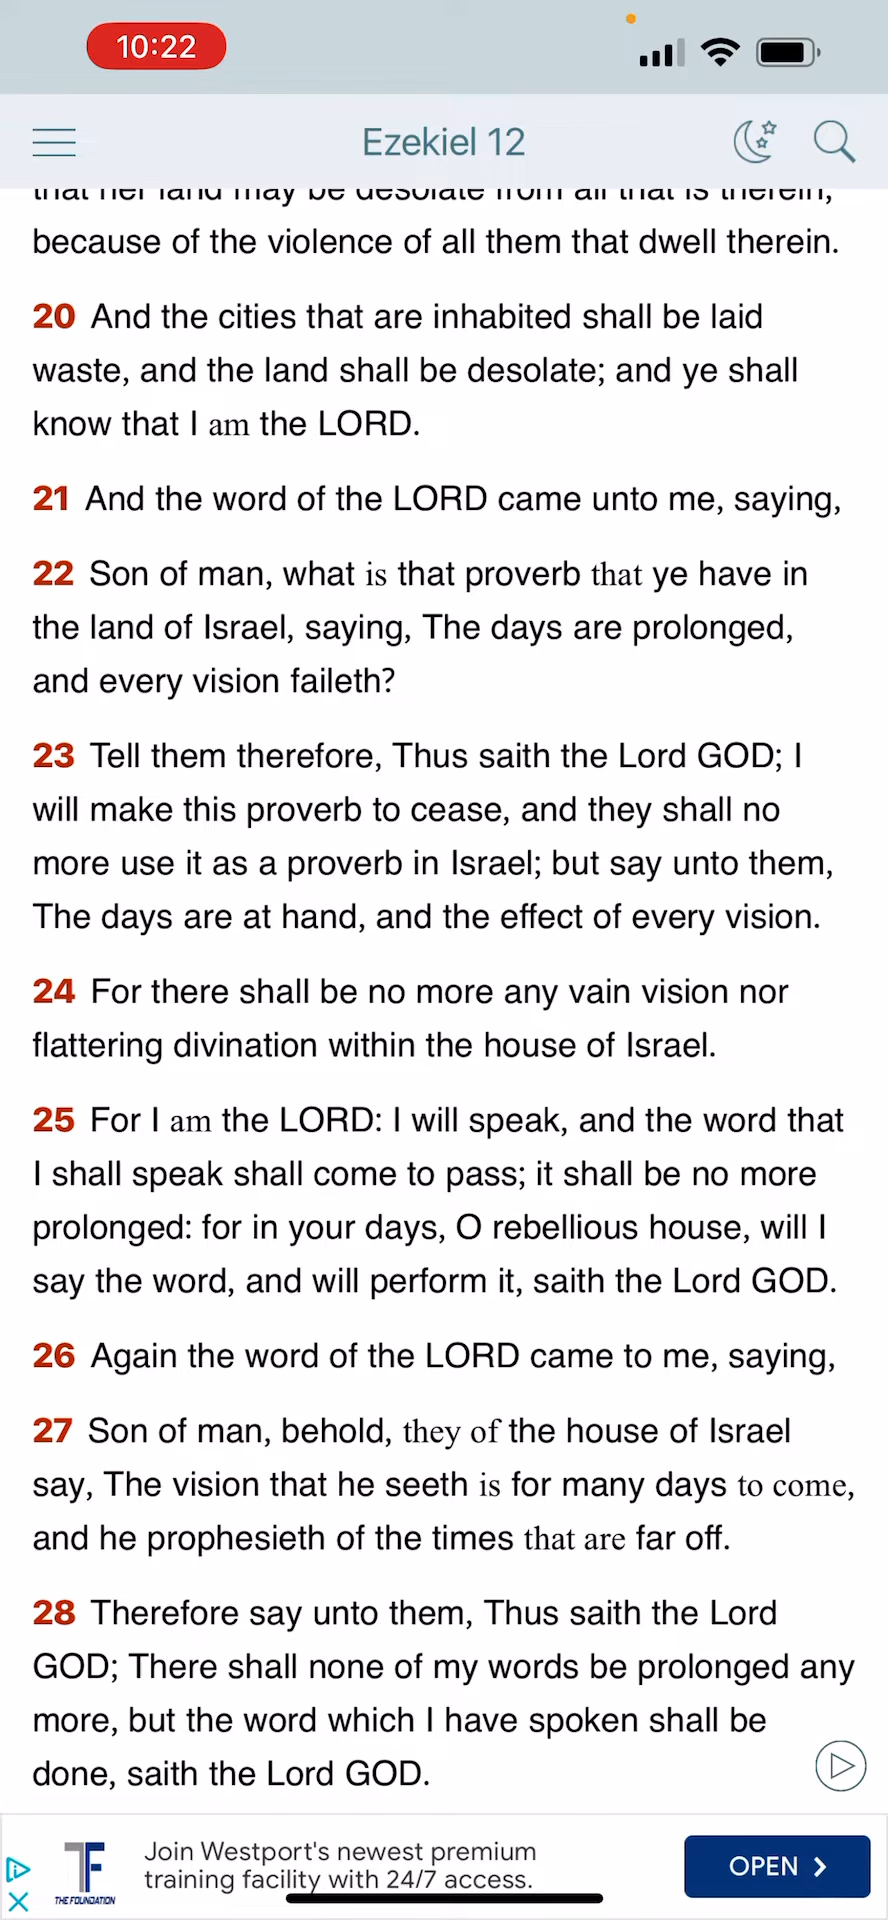 10:22
Ezekiel 12
that her land may be desolate from all that is therein,
because of the violence of all them that dwell therein.
20 And the cities that are inhabited shall be laid
waste, and the land shall be desolate; and ye shall
know that I am the LORD.
21 And the word of the LORD came unto me, saying,
22 Son of man, what is that proverb that ye have in
the land of Israel, saying, The days are prolonged,
and every vision faileth?
23 Tell them therefore, Thus saith the Lord GOD; I
will make this proverb to cease, and they shall no
more use it as a proverb in Israel; but say unto them,
The days are at hand, and the effect of every vision.
24 For there shall be no more any vain vision nor
flattering divination within the house of Israel.
25 For I am the LORD: I will speak, and the word that
I shall speak shall come to pass; it shall be no more
prolonged: for in your days, O rebellious house, will I
say the word, and will perform it, saith the Lord GOD.
26 Again the word of the LORD came to me, saying,
27 Son of man, behold, they of the house of Israel
say, The vision that he seeth is for many days to come,
and he prophesieth of the times that are far off.
28 Therefore say unto them, Thus saith the Lord
GOD; There shall none of my words be prolonged any
more, but the word which I have spoken shall be
done, saith the Lord GOD.
TF
THE FOUNDATION
Join Westport's newest premium
training facility with 24/7 access.
OPEN